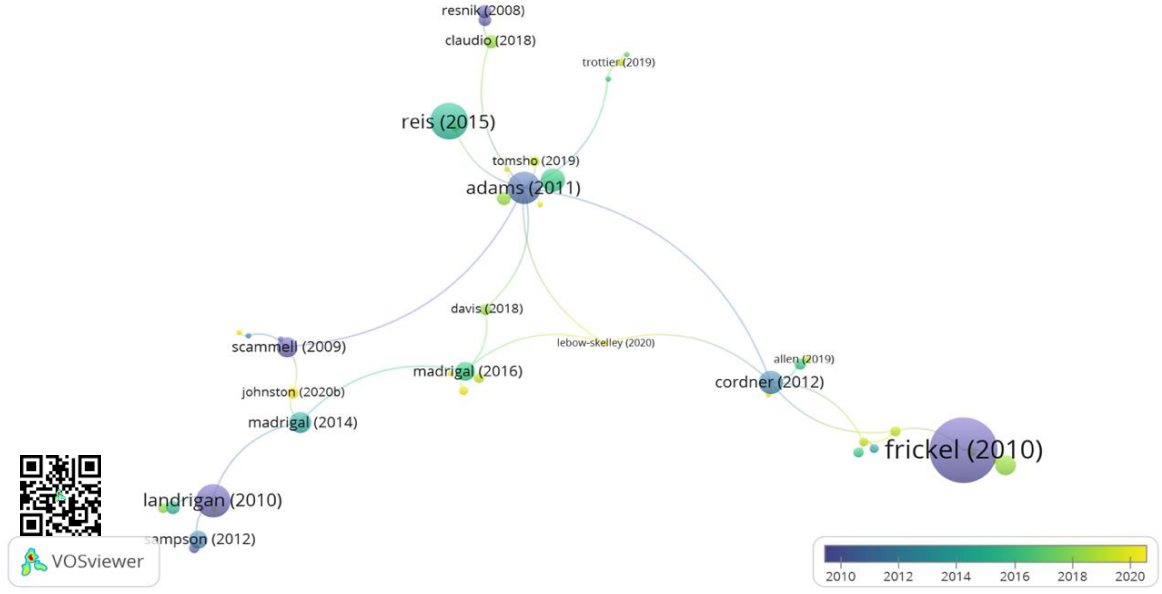 resnik (2008)
claudio (2018)
trottier (2019)
reis (2015)
tomsho (2019)
adams (2011)
davis (2018)
scammell (2009)
lebow-skelley (2020)
allen (2019)
madrigal (2016)
cordner (2012)
johnston (2020b)
madrigal (2014)
frickel (2010)
landrigan (2010)
sampson (2012)
VOSviewer
2010 2012 2014 2016 2018 2020